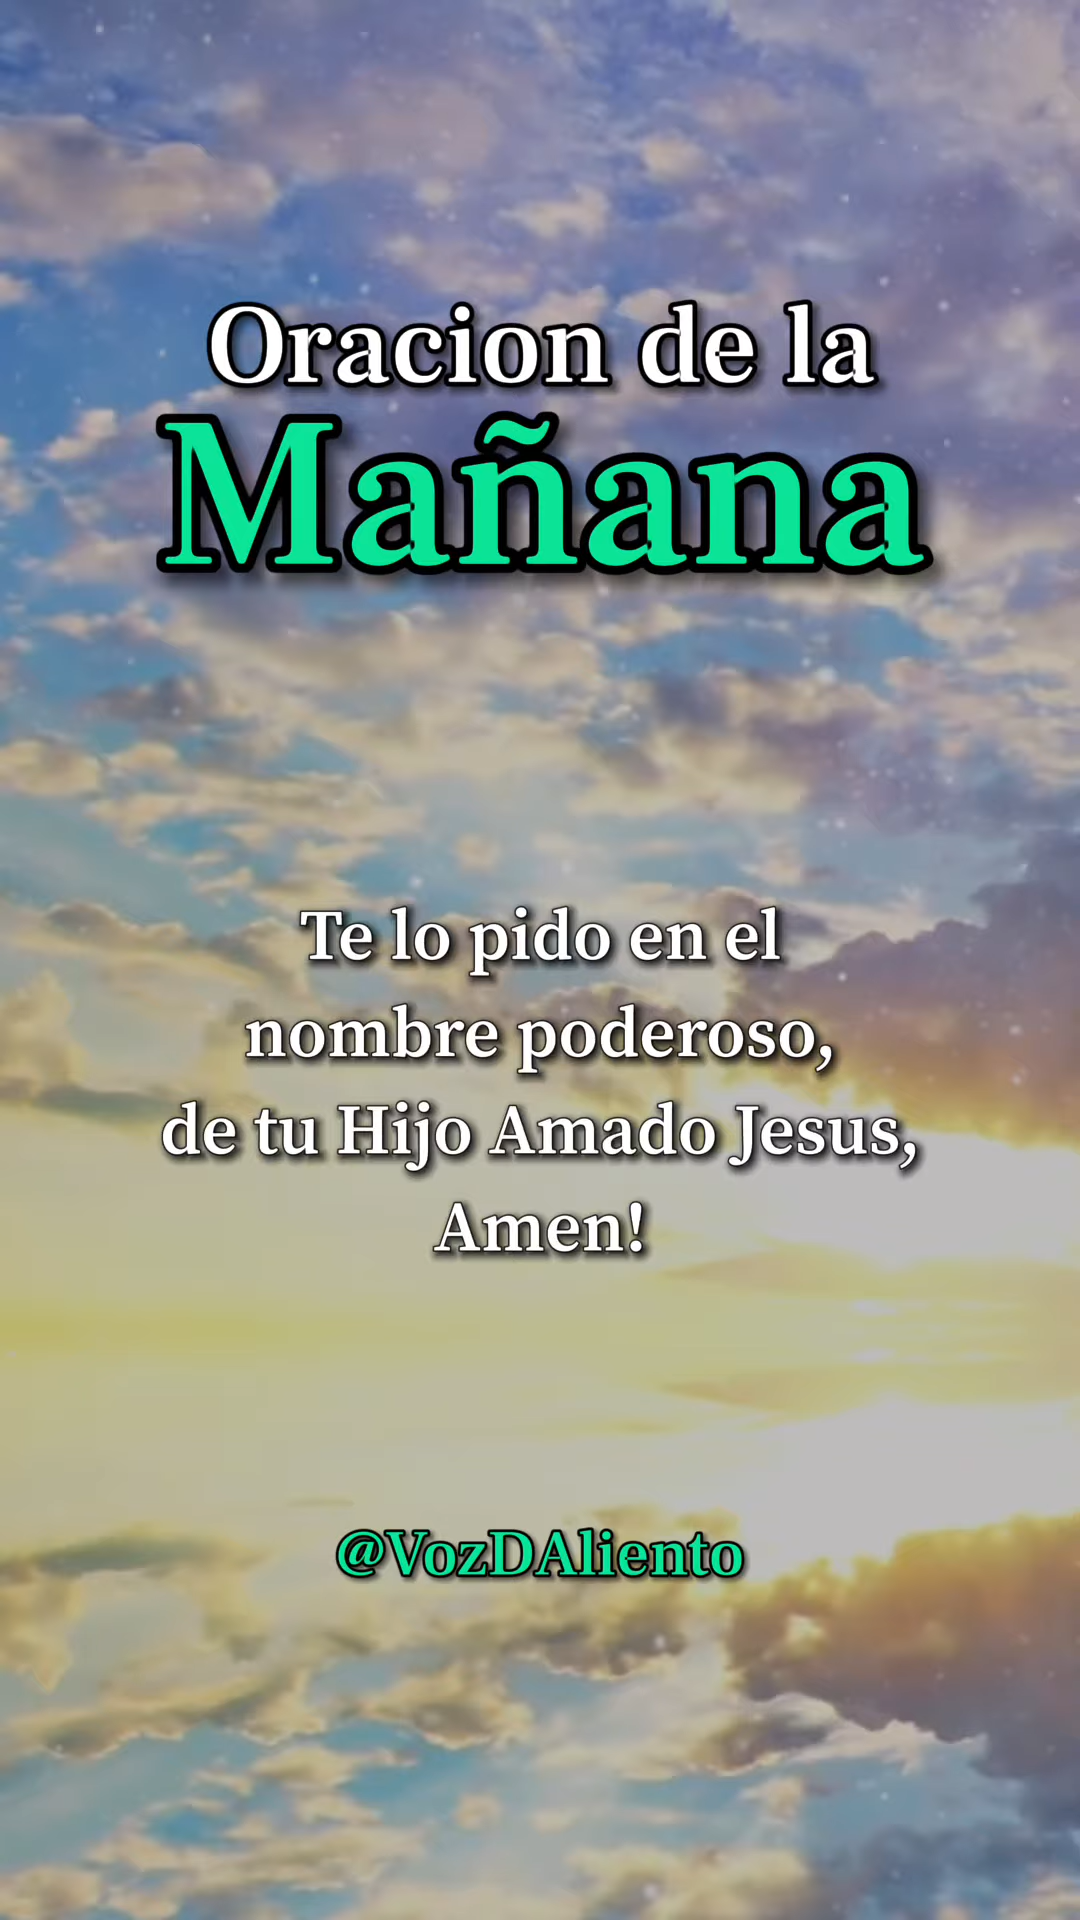 Oracion de la
Mañana
Te lo pido en el
nombre poderoso,
de tu Hijo Amado Jesus,
Amen!
@VozDAliento